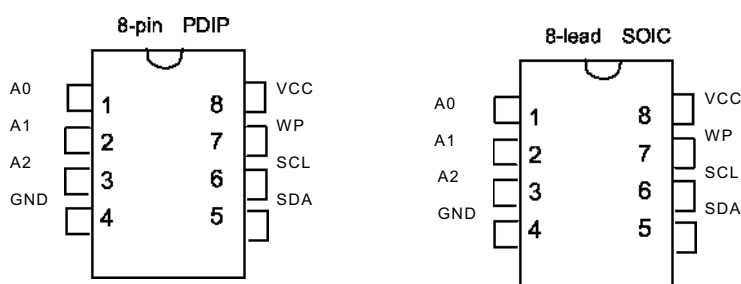 8-pin PDIP
A0 1 8 VCC
A1 2 7 WP
A2 3 6 SCL
GND 4 5 SDA
8-lead SOIC
A0 1 8 VCC
A1 2 7 WP
A2 3 6 SCL
GND 4 5 SDA